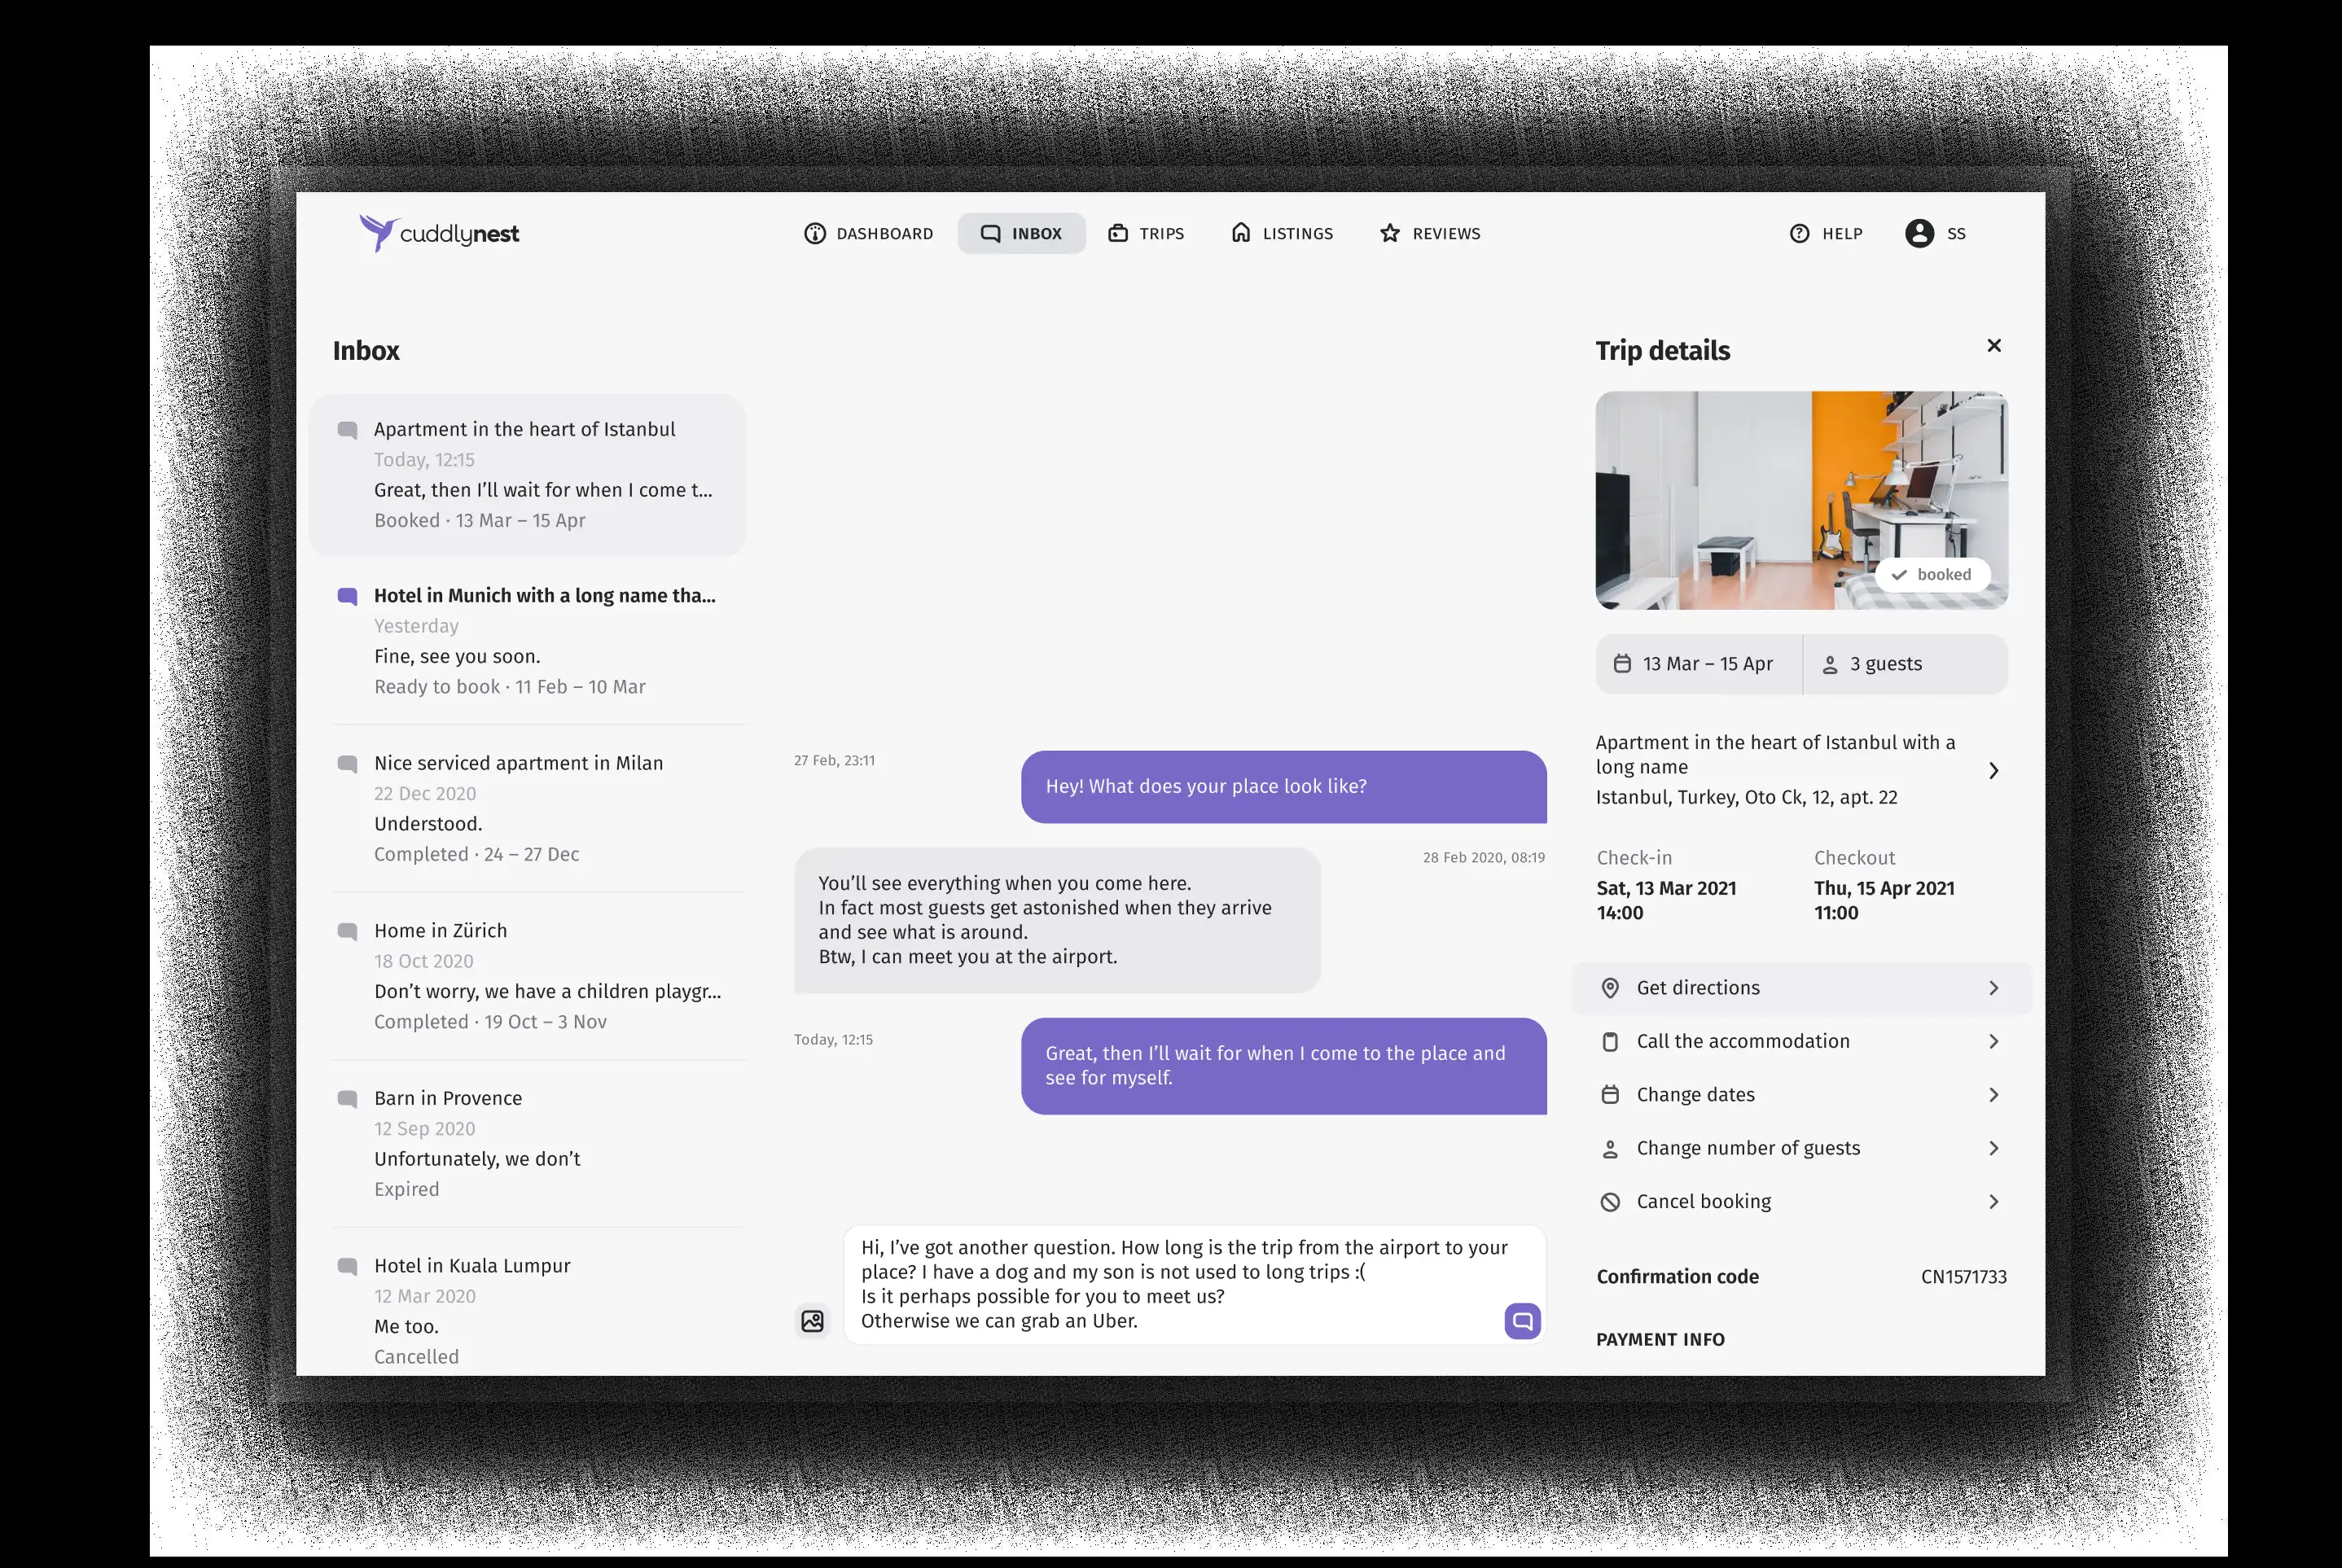 cuddlynest
DASHBOARD
INBOX
TRIPS
LISTINGS
REVIEWS
HELP
SS
Inbox
Apartment in the heart of Istanbul
Today, 12:15
Great, then I’ll wait for when I come t...
Booked · 13 Mar – 15 Apr
Hotel in Munich with a long name tha...
Yesterday
Fine, see you soon.
Ready to book · 11 Feb – 10 Mar
Nice serviced apartment in Milan
22 Dec 2020
Understood.
Completed · 24 – 27 Dec
Home in Zürich
18 Oct 2020
Don’t worry, we have a children playgr...
Completed · 19 Oct – 3 Nov
Barn in Provence
12 Sep 2020
Unfortunately, we don’t
Expired
Hotel in Kuala Lumpur
12 Mar 2020
Me too.
Cancelled
27 Feb, 23:11
Hey! What does your place look like?
28 Feb 2020, 08:19
You’ll see everything when you come here.
In fact most guests get astonished when they arrive
and see what is around.
Btw, I can meet you at the airport.
Today, 12:15
Great, then I’ll wait for when I come to the place and
see for myself.
Hi, I’ve got another question. How long is the trip from the airport to your
place? I have a dog and my son is not used to long trips :(
Is it perhaps possible for you to meet us?
Otherwise we can grab an Uber.
Trip details
booked
13 Mar – 15 Apr
3 guests
Apartment in the heart of Istanbul with a
long name
Istanbul, Turkey, Oto Ck, 12, apt. 22
Check-in
Sat, 13 Mar 2021
14:00
Checkout
Thu, 15 Apr 2021
11:00
Get directions
Call the accommodation
Change dates
Change number of guests
Cancel booking
Confirmation code
CN1571733
PAYMENT INFO